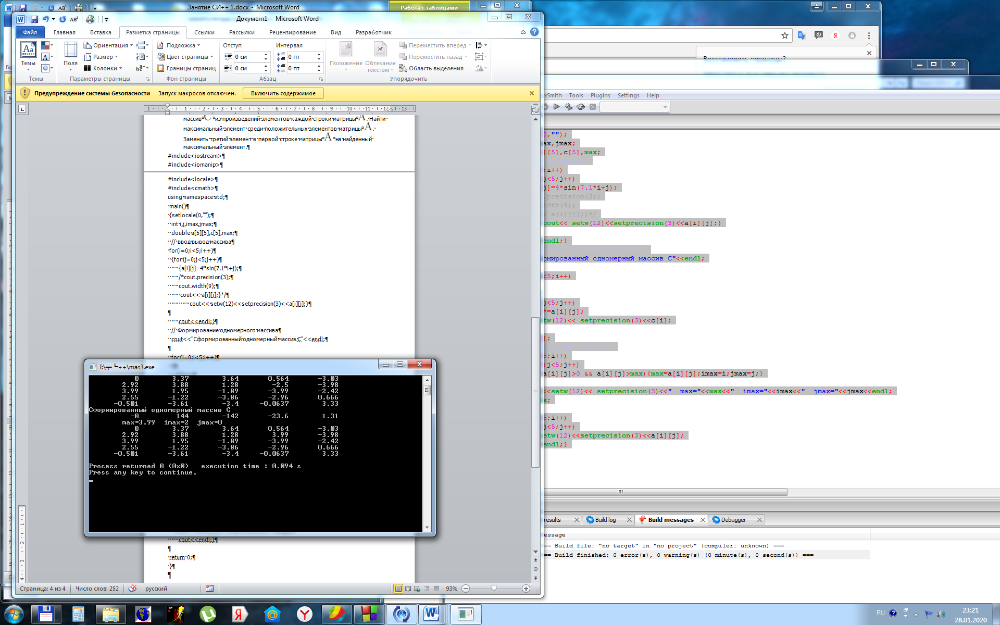 Занятие СИ++ 1.docx - Microsoft Word
Работа с таблицами
Документ1 - Microsoft Word
Файл Главная Вставка Разметка страницы Ссылки Рассылки Рецензирование Вид Разработчик
Темы
Поля
Ориентация
Размер
Колонки
Подложка
Цвет страницы
Границы страниц
Отступ
0 см
0 см
Интервал
0 пт
0 пт
Положение
Обтекание текстом
Переместить вперед
Переместить назад
Область выделения
Темы Параметры страницы Фон страницы Абзац Упорядочить
Предупреждение системы безопасности Запуск макросов отключен. Включить содержимое
1 1 2 3 4 5 6 7 8 9 10 11 12 13
массив C из произведений элементов каждой строки матрицы A. Найти
максимальный элемент среди положительных элементов матрицы A.
Заменить третий элемент в первой строке матрицы A на найденный
максимальный элемент.¶
#include<iostream>¶
#include<iomanip>¶
#include<locale>¶
#include<cmath>¶
using namespace std;¶
main()¶
{setlocale(0,"");¶
int i,j,imax,jmax;¶
double a[5][5],c[5],max;¶
// ввод вывод массива¶
for(i=0;i<5;i++)¶
{for(j=0;j<5;j++)¶
{a[i][j]=4*sin(7.1*i+j);¶
/*cout.precision(3);¶
cout.width(9);¶
cout<< a[i][j];}*/¶
cout<< setw(12)<<setprecision(3)<<a[i][j];}¶
¶
cout<<endl;}¶
// Формирование одномерного массива¶
cout<<"Сформированный одномерный массив C"<<endl;¶
¶
for(i=0;i<5;i++)¶
mas3.exe
0 3.37 3.64 0.564 -3.03
2.92 3.88 1.28 -2.5 -3.98
3.99 1.95 -1.89 -3.99 -2.42
2.55 -1.22 -3.86 -2.96 0.666
-0.501 -3.61 -3.4 -0.0637 3.33
Сформированный одномерный массив C
-0 144 -142 -23.6 1.31
max=3.99 imax=2 jmax=0
0 3.37 3.64 0.564 -3.03
2.92 3.88 1.28 3.99 -3.98
3.99 1.95 -1.89 -3.99 -2.42
2.55 -1.22 -3.86 -2.96 0.666
-0.501 -3.61 -3.4 -0.0637 3.33
Process returned 0 (0x0) execution time : 0.094 s
Press any key to continue.
cout<<endl;}¶
¶
return 0;¶
}¶
¶
Страница: 4 из 4 Число слов: 252 русский 93%
Восстановить страницы?
xSmith Tools Plugins Settings Help
0,"");
ax,jmax;
][5],c[5],max;
;i++)
j<5;j++)
j]=4*sin(7.1*i+j);
.precision(3);
idth(9);
< a[i][j];}*/
cout<< setw(12)<<setprecision(3)<<a[i][j];}
endl;}
рмированный одномерный массив C"<<endl;
<5;i++)
j<5;j++)
*=a[i][j];
tw(12)<< setprecision(3)<<c[i];
];
5;i++)
;j<5;j++)
a[i][j]>0 && a[i][j]>max){max=a[i][j];imax=i;jmax=j;}
<<setw(12)<< setprecision(3)<<" max="<<max<<" imax="<<imax<<" jmax="<<jmax<<endl;
x;
5;i++)
j<5;j++)
etw(12)<<setprecision(3)<<a[i][j];
endl;}
results Build log Build messages Debugger
essage
== Build file: "no target" in "no project" (compiler: unknown) ===
== Build finished: 0 error(s), 0 warning(s) (0 minute(s), 0 second(s)) ===
RU
23:21
28.01.2020